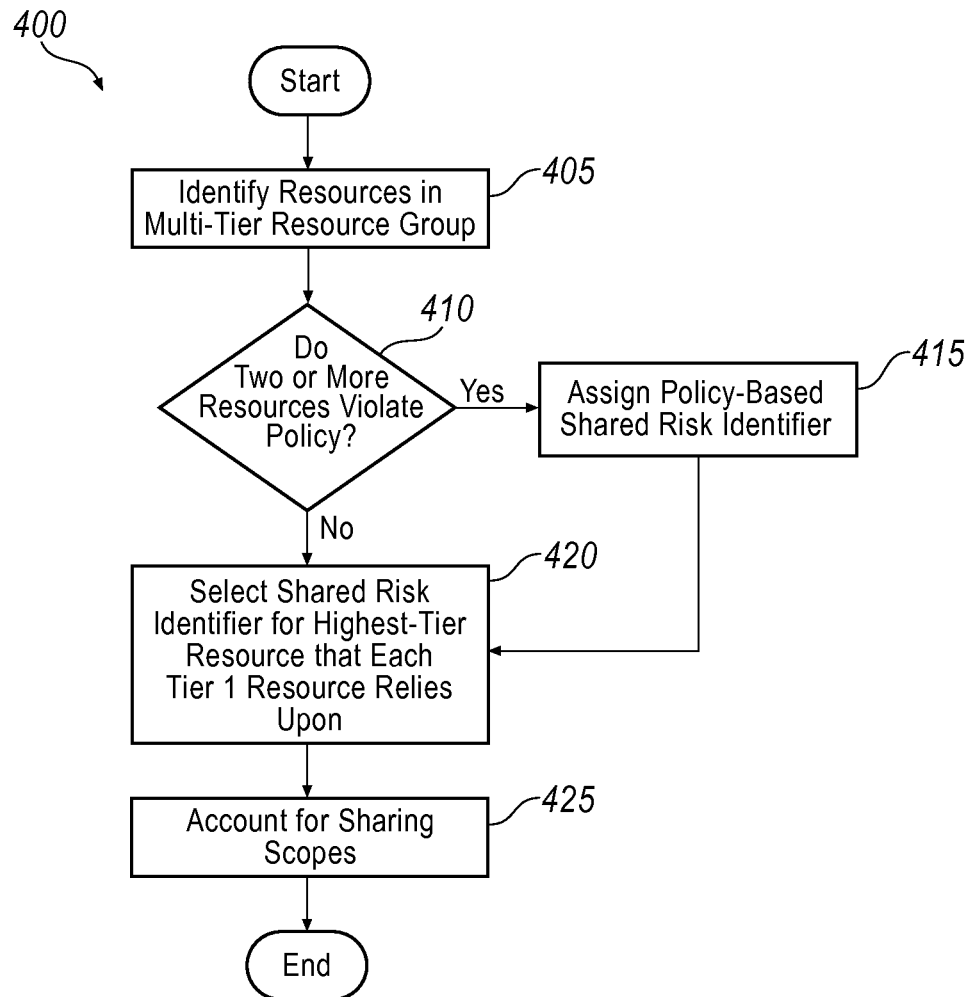 400
Start
405
Identify Resources in
Multi-Tier Resource Group
410
Do
Two or More
Resources Violate
Policy?
Yes
415
Assign Policy-Based
Shared Risk Identifier
No
420
Select Shared Risk
Identifier for Highest-Tier
Resource that Each
Tier 1 Resource Relies
Upon
425
Account for Sharing
Scopes
End